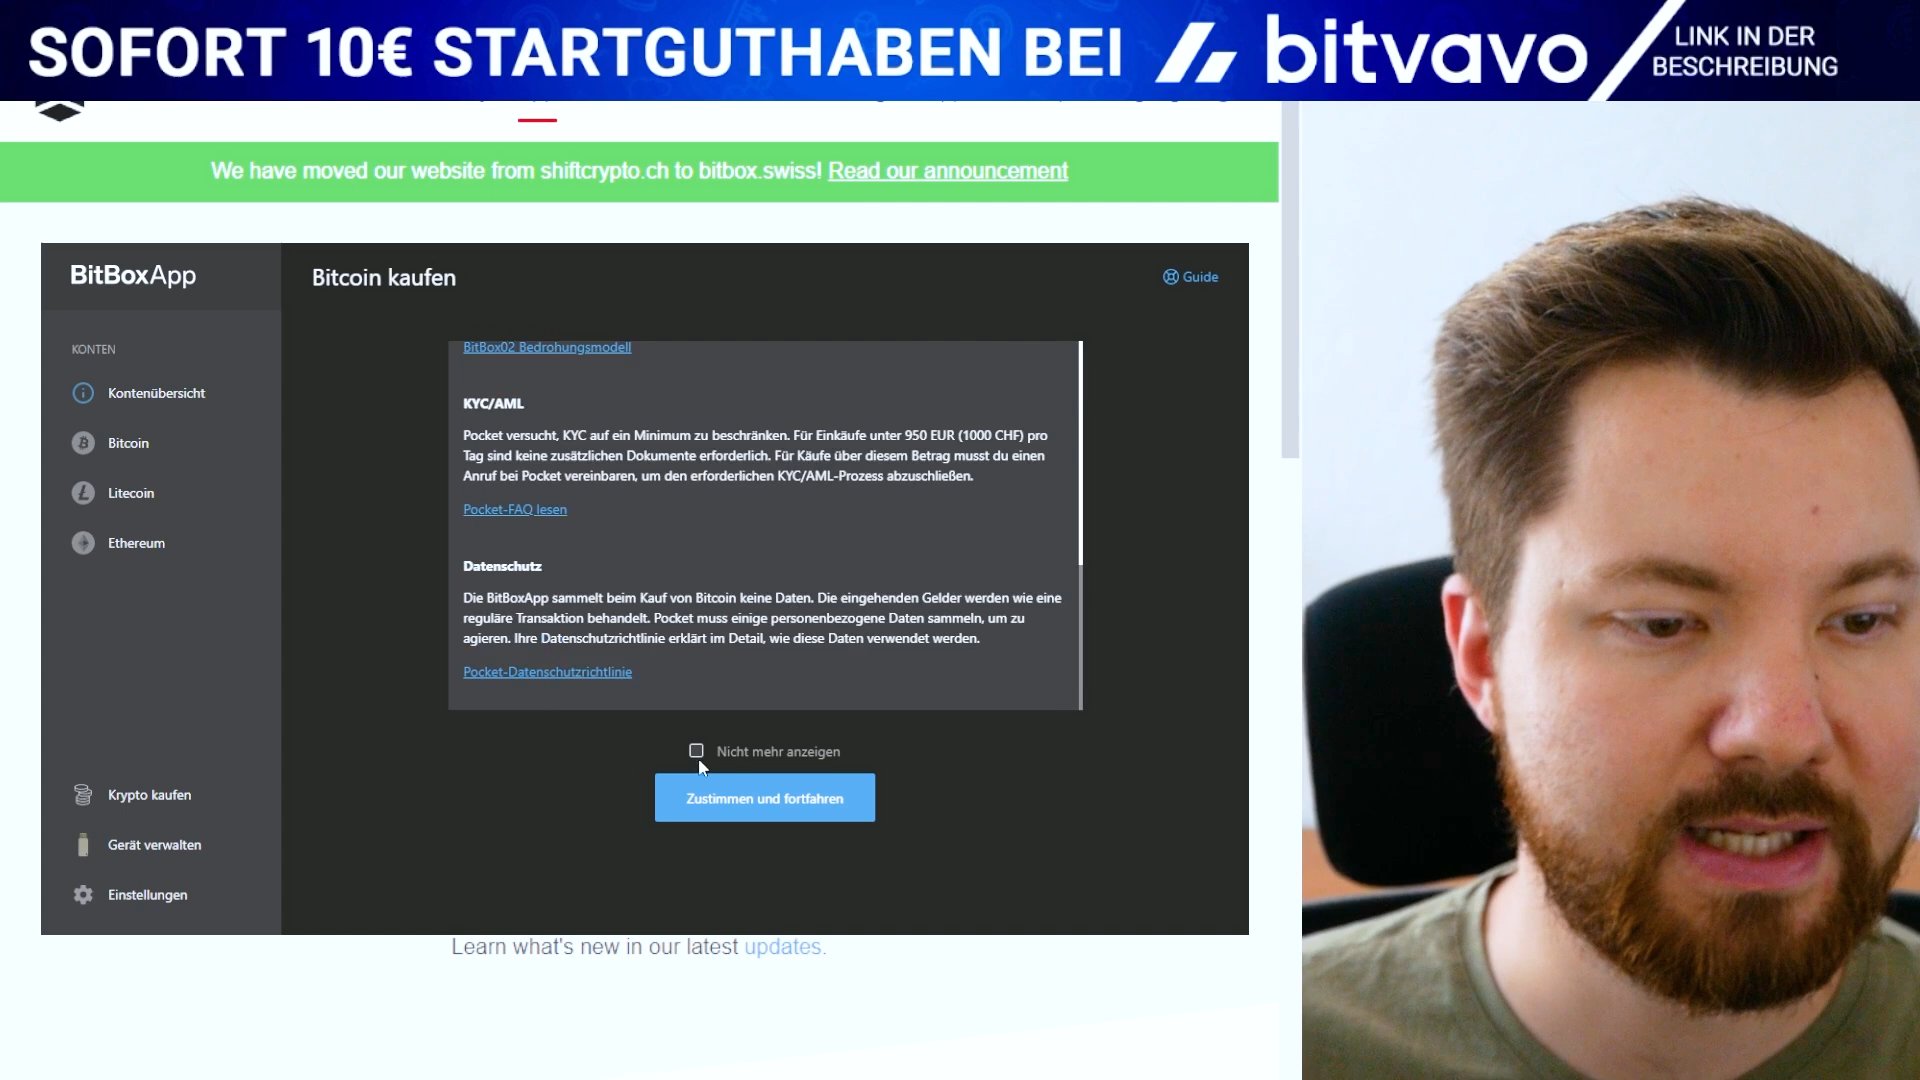 SOFORT 10€ STARTGUTHABEN BEI bitvavo
LINK IN DER
BESCHREIBUNG
We have moved our website from shiftcrypto.ch to bitbox.swiss! Read our announcement
BitBoxApp
Bitcoin kaufen
Guide
KONTEN
Kontenübersicht
Bitcoin
Litecoin
Ethereum
Krypto kaufen
Gerät verwalten
Einstellungen
BitBox02 Bedrohungsmodell
KYC/AML
Pocket versucht, KYC auf ein Minimum zu beschränken. Für Einkäufe unter 950 EUR (1000 CHF) pro
Tag sind keine zusätzlichen Dokumente erforderlich. Für Käufe über diesem Betrag musst du einen
Anruf bei Pocket vereinbaren, um den erforderlichen KYC/AML-Prozess abzuschließen.
Pocket-FAQ lesen
Datenschutz
Die BitBoxApp sammelt beim Kauf von Bitcoin keine Daten. Die eingehenden Gelder werden wie eine
reguläre Transaktion behandelt. Pocket muss einige personenbezogene Daten sammeln, um zu
agieren. Ihre Datenschutzrichtlinie erklärt im Detail, wie diese Daten verwendet werden.
Pocket-Datenschutzrichtlinie
Nicht mehr anzeigen
Zustimmen und fortfahren
Learn what's new in our latest updates.